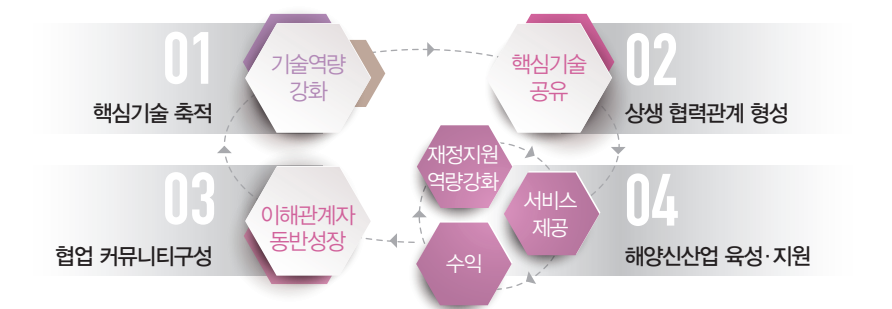 01
핵심기술 축적
기술역량
강화
핵심기술
공유
02
상생 협력관계 형성
03
협업 커뮤니티구성
이해관계자
동반성장
재정지원
역량강화
서비스
제공
수익
04
해양신산업 육성·지원